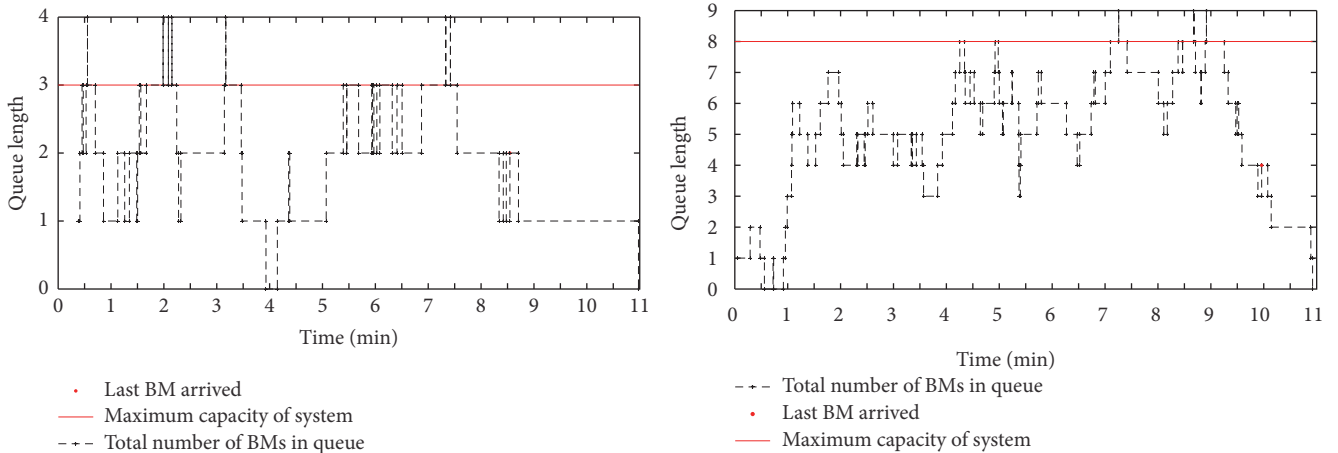 4
3
2
1
0
Queue length
0 1 2 3 4 5 6 7 8 9 10 11
Time (min)
Last BM arrived
Maximum capacity of system
Total number of BMs in queue
9
8
7
6
5
4
3
2
1
0
Queue length
0 1 2 3 4 5 6 7 8 9 10 11
Time (min)
Total number of BMs in queue
Last BM arrived
Maximum capacity of system